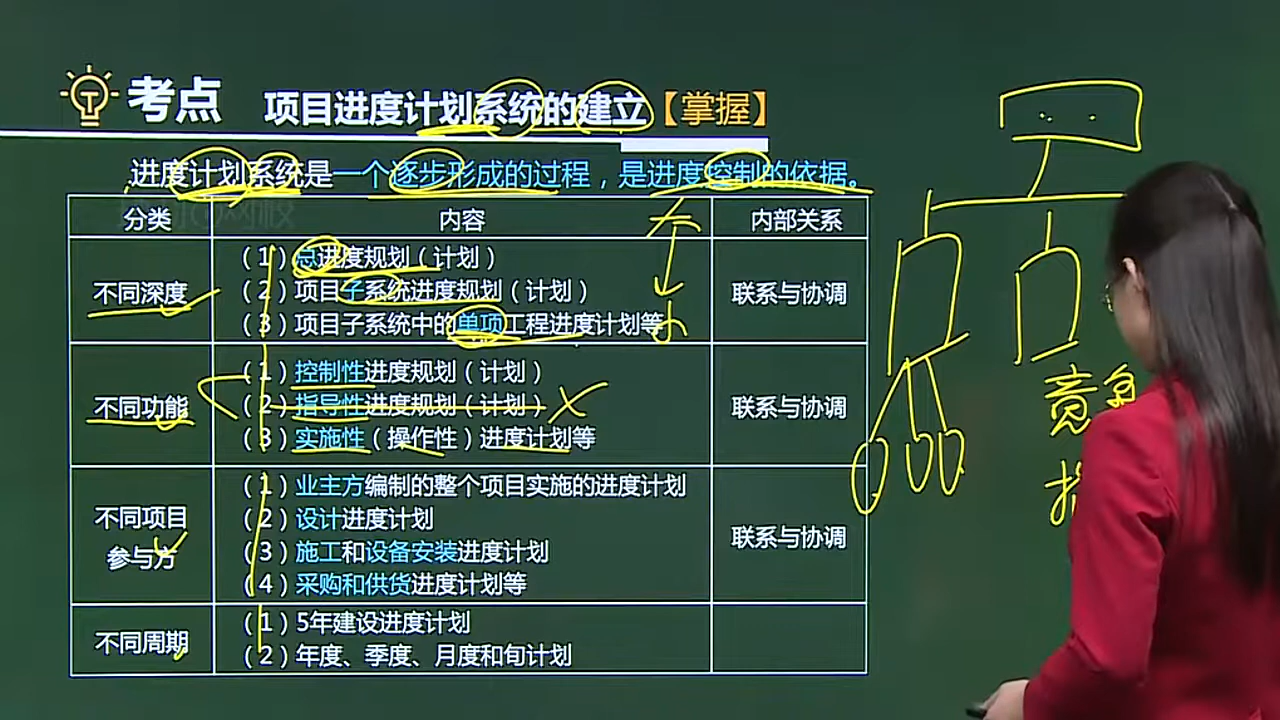 考点 项目进度计划系统的建立【掌握】
进度计划系统是一个逐步形成的过程，是进度控制的依据。
分类 内容 内部关系
不同深度
（1）总进度规划（计划）
（2）项目子系统进度规划（计划）
（3）项目子系统中的单项工程进度计划等
联系与协调
大
小
不同功能
（1）控制性进度规划（计划）
（2）指导性进度规划（计划）
（3）实施性（操作性）进度计划等
联系与协调
不同项目
参与方
（1）业主方编制的整个项目实施的进度计划
（2）设计进度计划
（3）施工和设备安装进度计划
（4）采购和供货进度计划等
联系与协调
不同周期
（1）5年建设进度计划
（2）年度、季度、月度和旬计划
意